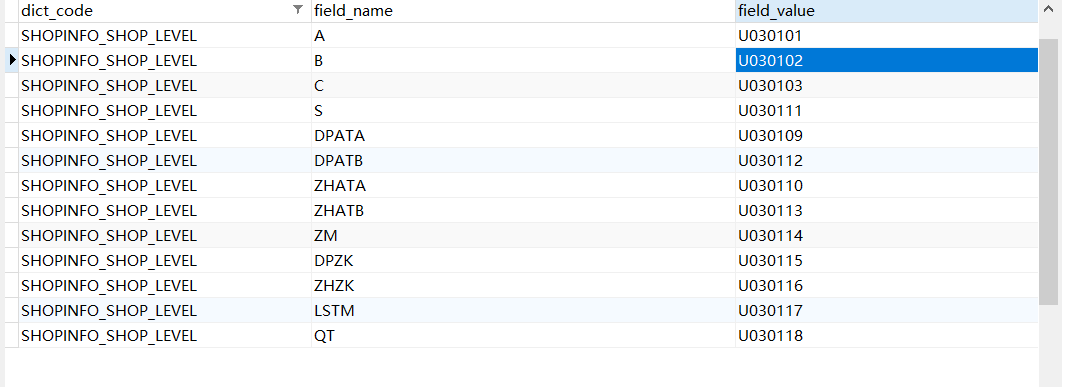 dict_code field_name field_value
SHOPINFO_SHOP_LEVEL A U030101
SHOPINFO_SHOP_LEVEL B U030102
SHOPINFO_SHOP_LEVEL C U030103
SHOPINFO_SHOP_LEVEL S U030111
SHOPINFO_SHOP_LEVEL DPATA U030109
SHOPINFO_SHOP_LEVEL DPATB U030112
SHOPINFO_SHOP_LEVEL ZHATA U030110
SHOPINFO_SHOP_LEVEL ZHATB U030113
SHOPINFO_SHOP_LEVEL ZM U030114
SHOPINFO_SHOP_LEVEL DPZK U030115
SHOPINFO_SHOP_LEVEL ZHZK U030116
SHOPINFO_SHOP_LEVEL LSTM U030117
SHOPINFO_SHOP_LEVEL QT U030118